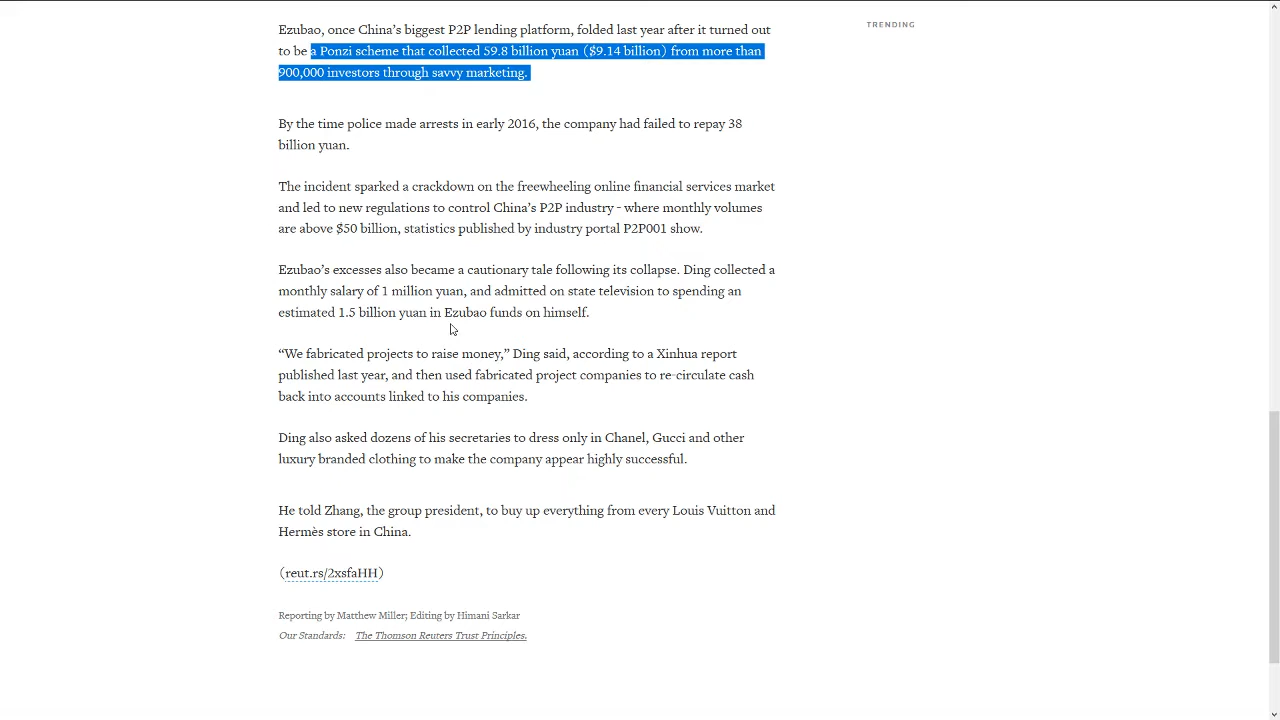 Ezubao, once China’s biggest P2P lending platform, folded last year after it turned out
to be a Ponzi scheme that collected 59.8 billion yuan ($9.14 billion) from more than
900,000 investors through savvy marketing.
TRENDING
By the time police made arrests in early 2016, the company had failed to repay 38
billion yuan.
The incident sparked a crackdown on the freewheeling online financial services market
and led to new regulations to control China’s P2P industry - where monthly volumes
are above $50 billion, statistics published by industry portal P2P001 show.
Ezubao’s excesses also became a cautionary tale following its collapse. Ding collected a
monthly salary of 1 million yuan, and admitted on state television to spending an
estimated 1.5 billion yuan in Ezubao funds on himself.
“We fabricated projects to raise money,” Ding said, according to a Xinhua report
published last year, and then used fabricated project companies to re-circulate cash
back into accounts linked to his companies.
Ding also asked dozens of his secretaries to dress only in Chanel, Gucci and other
luxury branded clothing to make the company appear highly successful.
He told Zhang, the group president, to buy up everything from every Louis Vuitton and
Hermès store in China.
(reut.rs/2xsfaHH)
Reporting by Matthew Miller; Editing by Himani Sarkar
Our Standards: The Thomson Reuters Trust Principles.